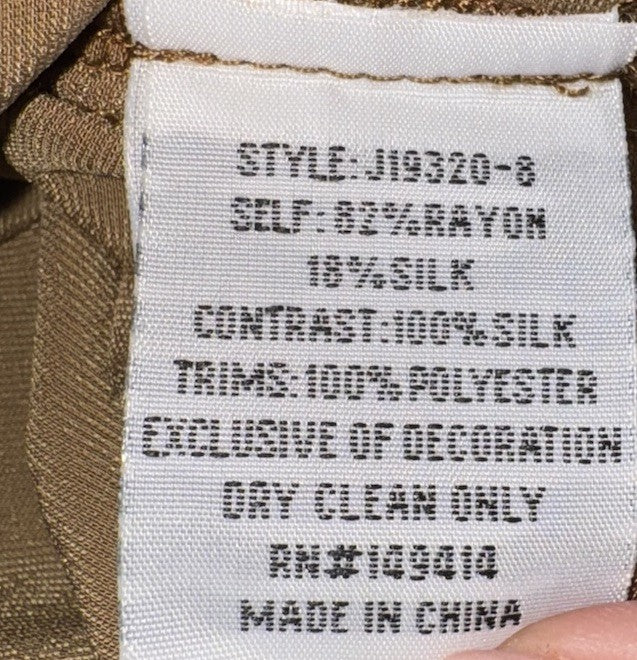 STYLE: J19320-8
SELF: 82% RAYON
18% SILK
CONTRAST: 100% SILK
TRIMS: 100% POLYESTER
EXCLUSIVE OF DECORATION
DRY CLEAN ONLY
RN#149414
MADE IN CHINA